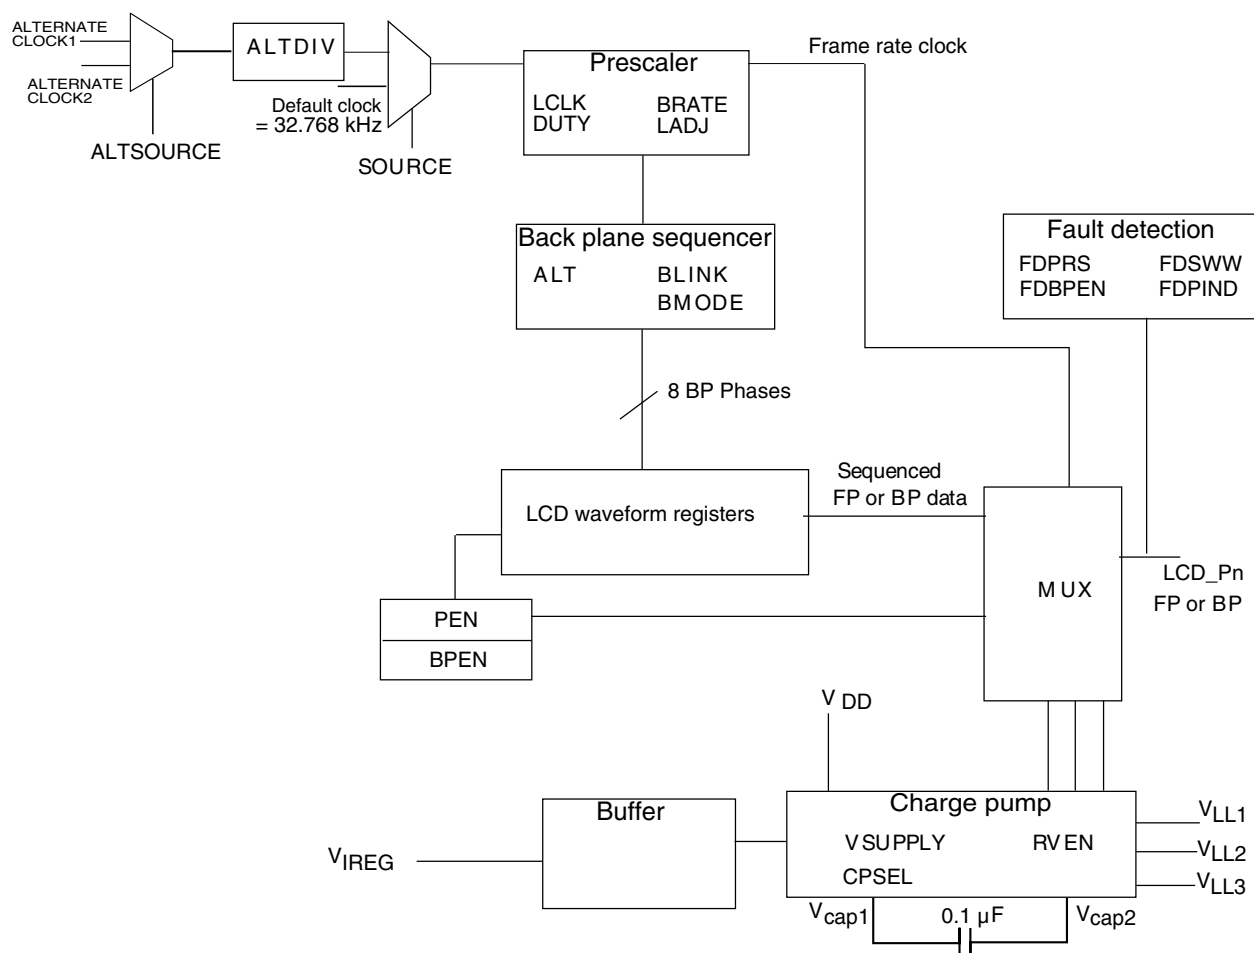 ALTERNATE
CLOCK1
ALTERNATE
CLOCK2
ALTSOURCE
ALTDIV
Default clock
= 32.768 kHz
SOURCE
Prescaler
LCLK BRATE
DUTY LADJ
Frame rate clock
Back plane sequencer
ALT BLINK
BMODE
Fault detection
FDPRS FDSWW
FDBPEN FDPIND
8 BP Phases
LCD waveform registers
Sequenced
FP or BP data
MUX
LCD_Pn
FP or BP
PEN
BPEN
V DD
Buffer
VIREG
Charge pump
VSUPPLY RVEN
CPSEL
VLL1
VLL2
VLL3
Vcap1 0.1 µF Vcap2